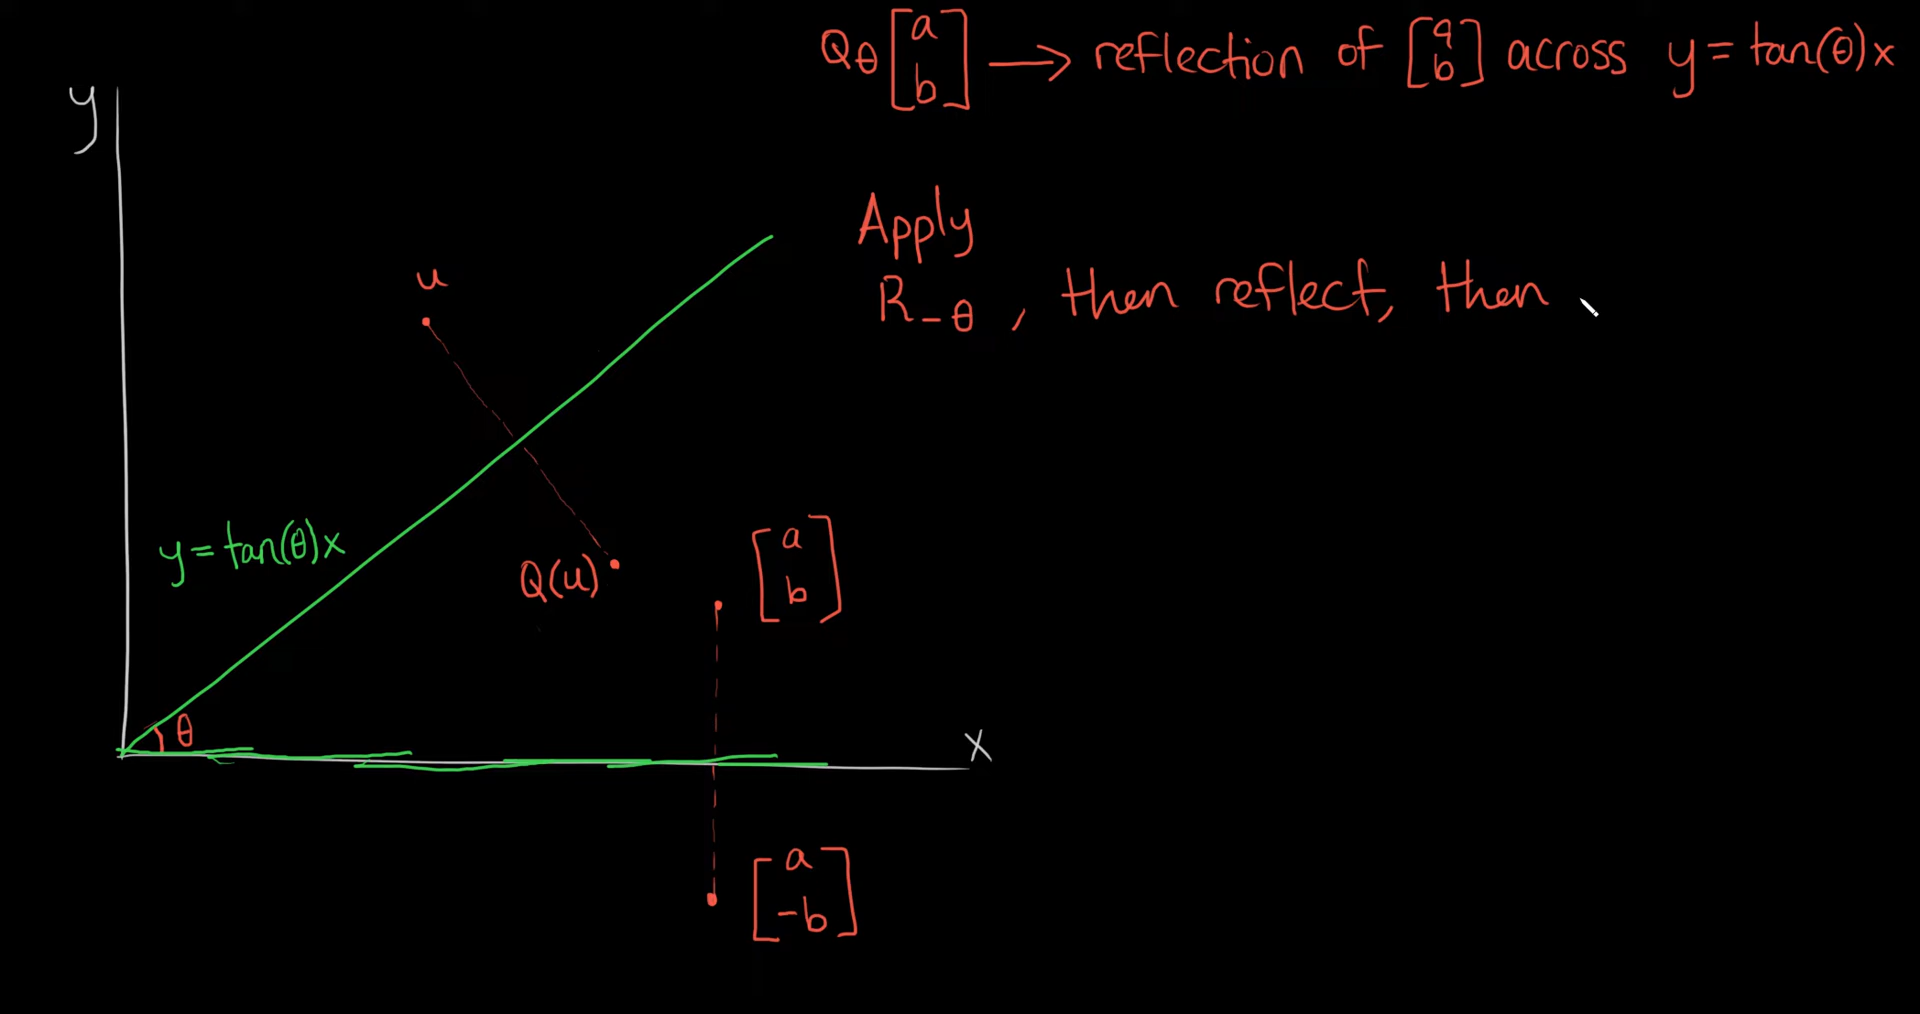 Qθ [a b] → reflection of [a b] across y = tan(θ)x
y
Apply
u
R-θ , then reflect, then
y = tan(θ)x
Q(u)
[a
b]
θ
x
[a
-b]